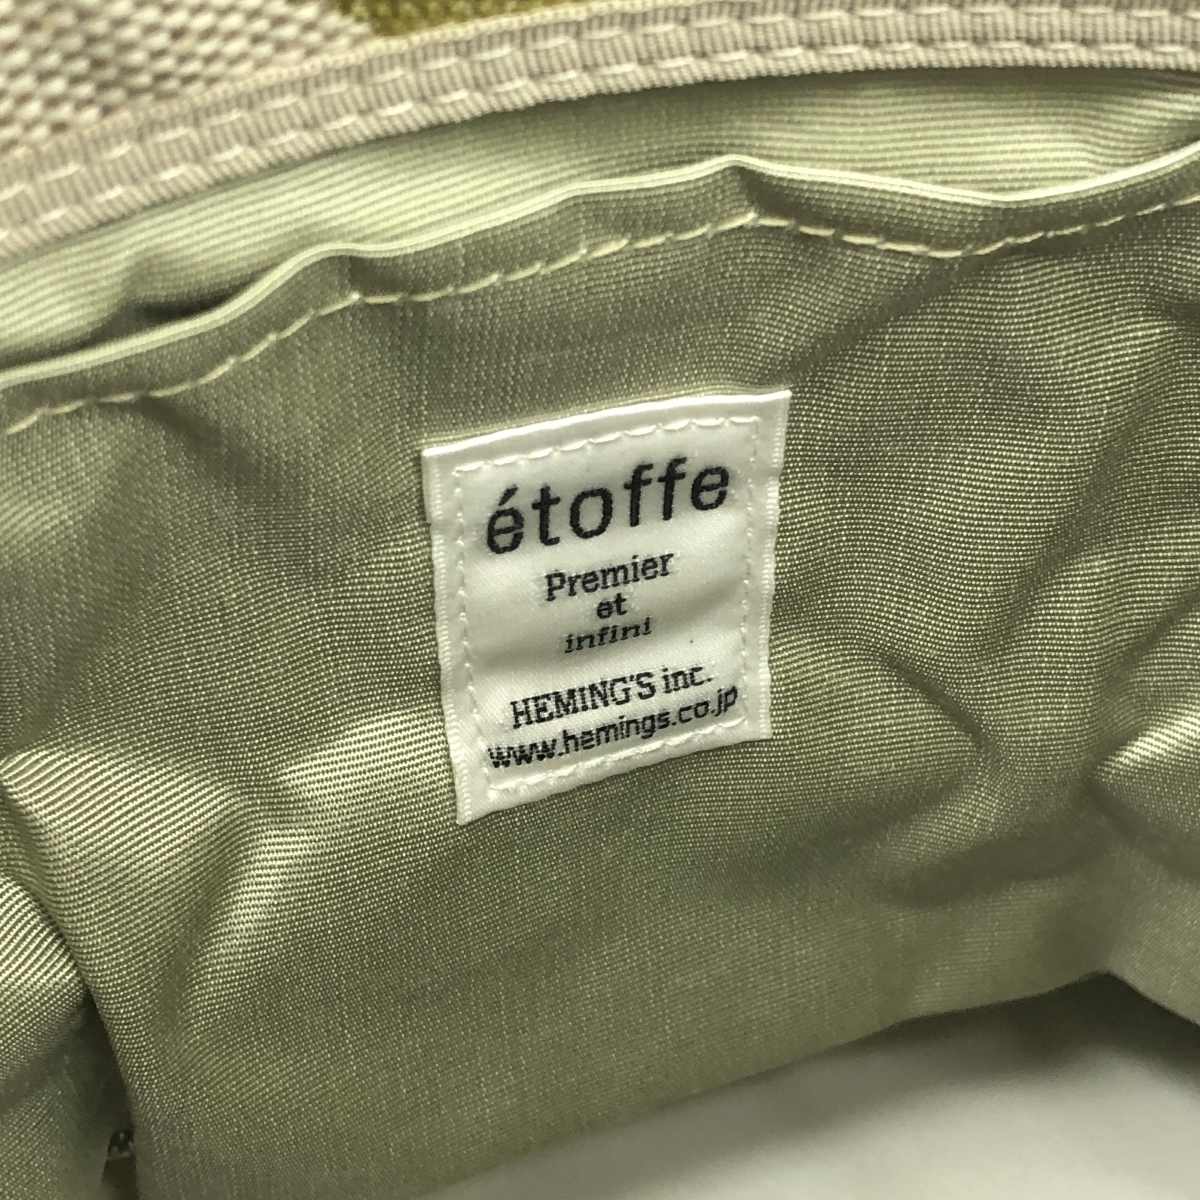 étoffe
Premier
et
infini
HEMING'S inc.
www.hemings.co.jp